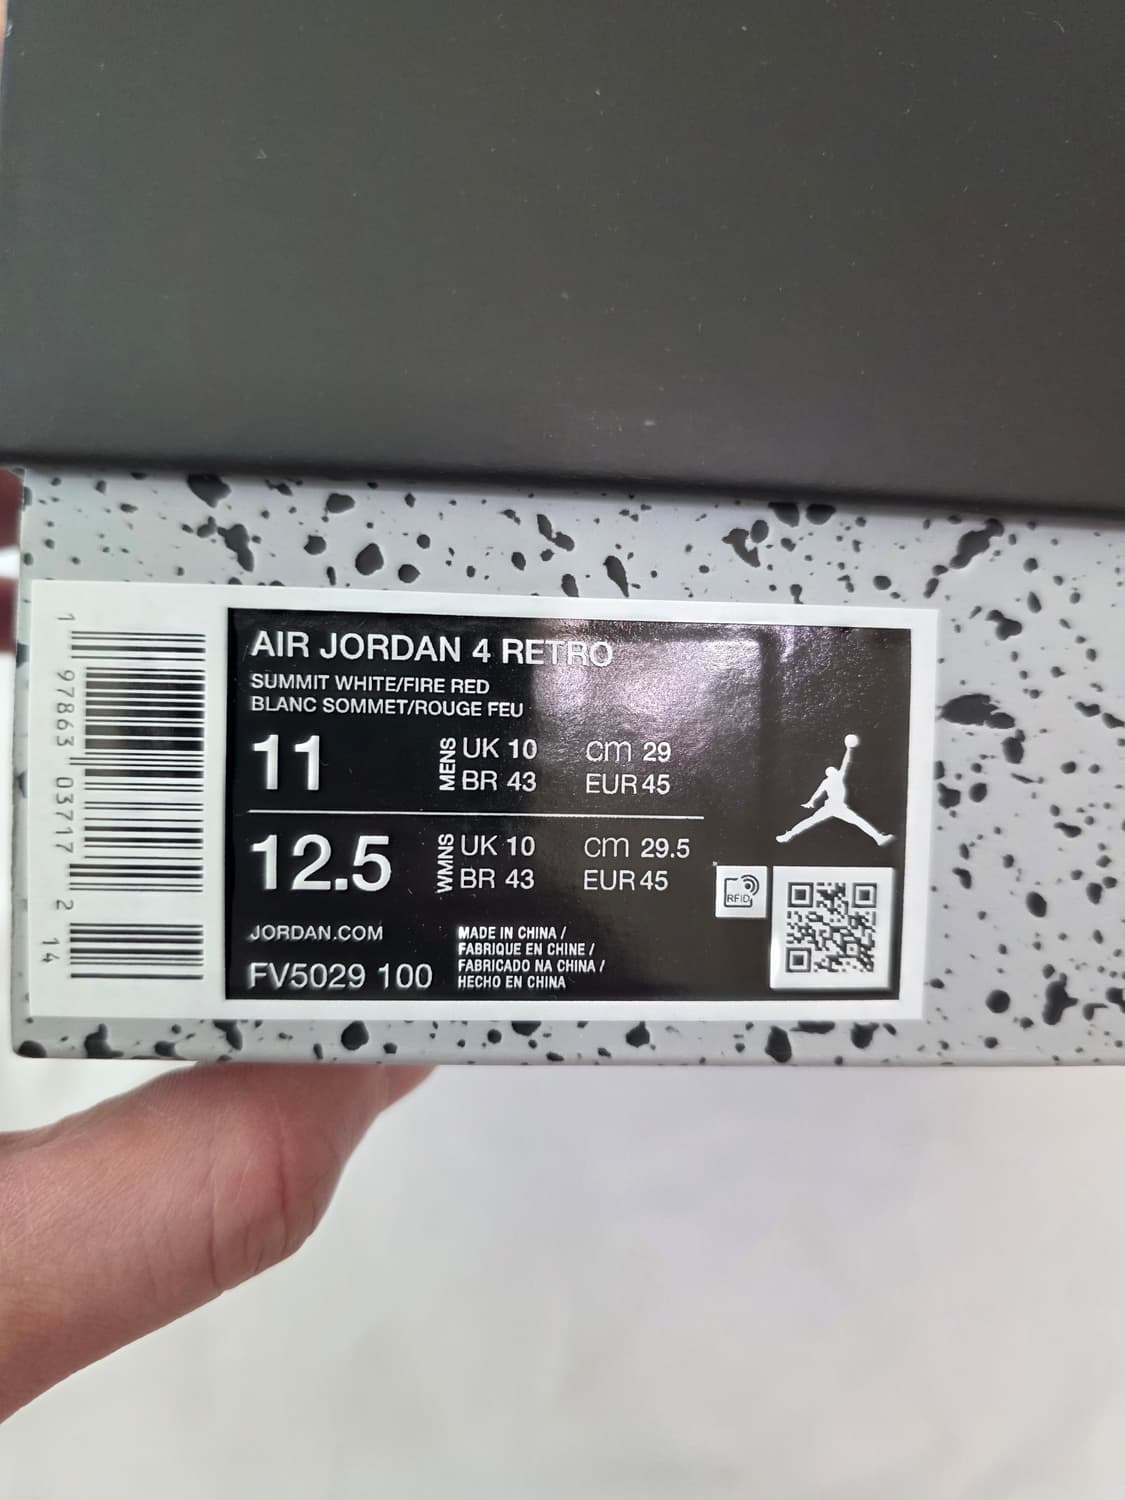 AIR JORDAN 4 RETRO
SUMMIT WHITE/FIRE RED
BLANC SOMMET/ROUGE FEU
11
MENS
UK 10 cm 29
BR 43 EUR 45
12.5
WMNS
UK 10 cm 29.5
BR 43 EUR 45
JORDAN.COM
FV5029 100
MADE IN CHINA /
FABRIQUE EN CHINE /
FABRICADO NA CHINA /
HECHO EN CHINA
RFID
1 97863 03717 2 14